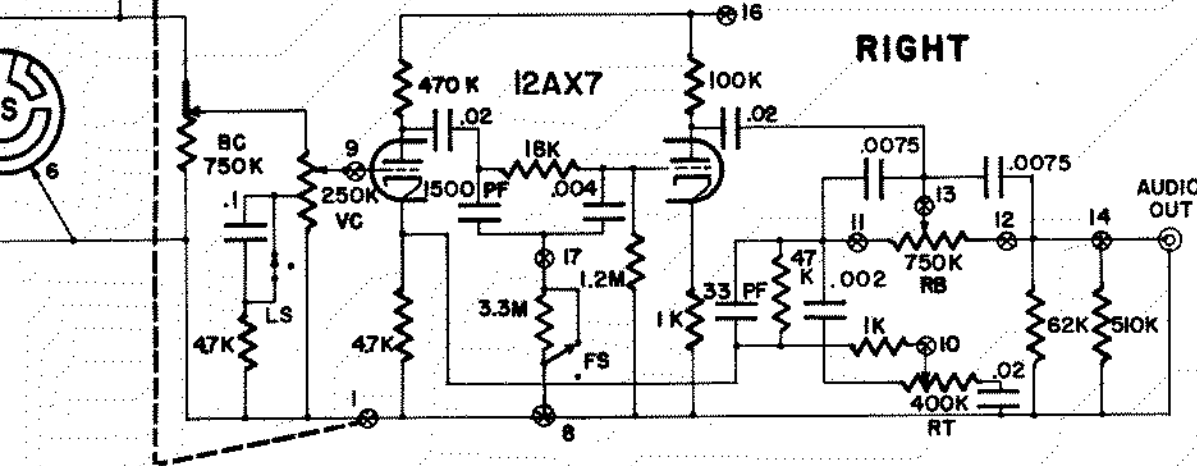 16
RIGHT
470 K
12AX7
100K
.02
.02
S
BC
750K
9
18K
.0075
.0075
6
250K
VC
1500 PF
.004
13
AUDIO
OUT
.1
11
12
14
17
1.2M
47
K
750K
RB
.002
LS
3.3M
33 PF
47K
47K
1K
1K
10
62K
510K
FS
.02
1
8
400K
RT